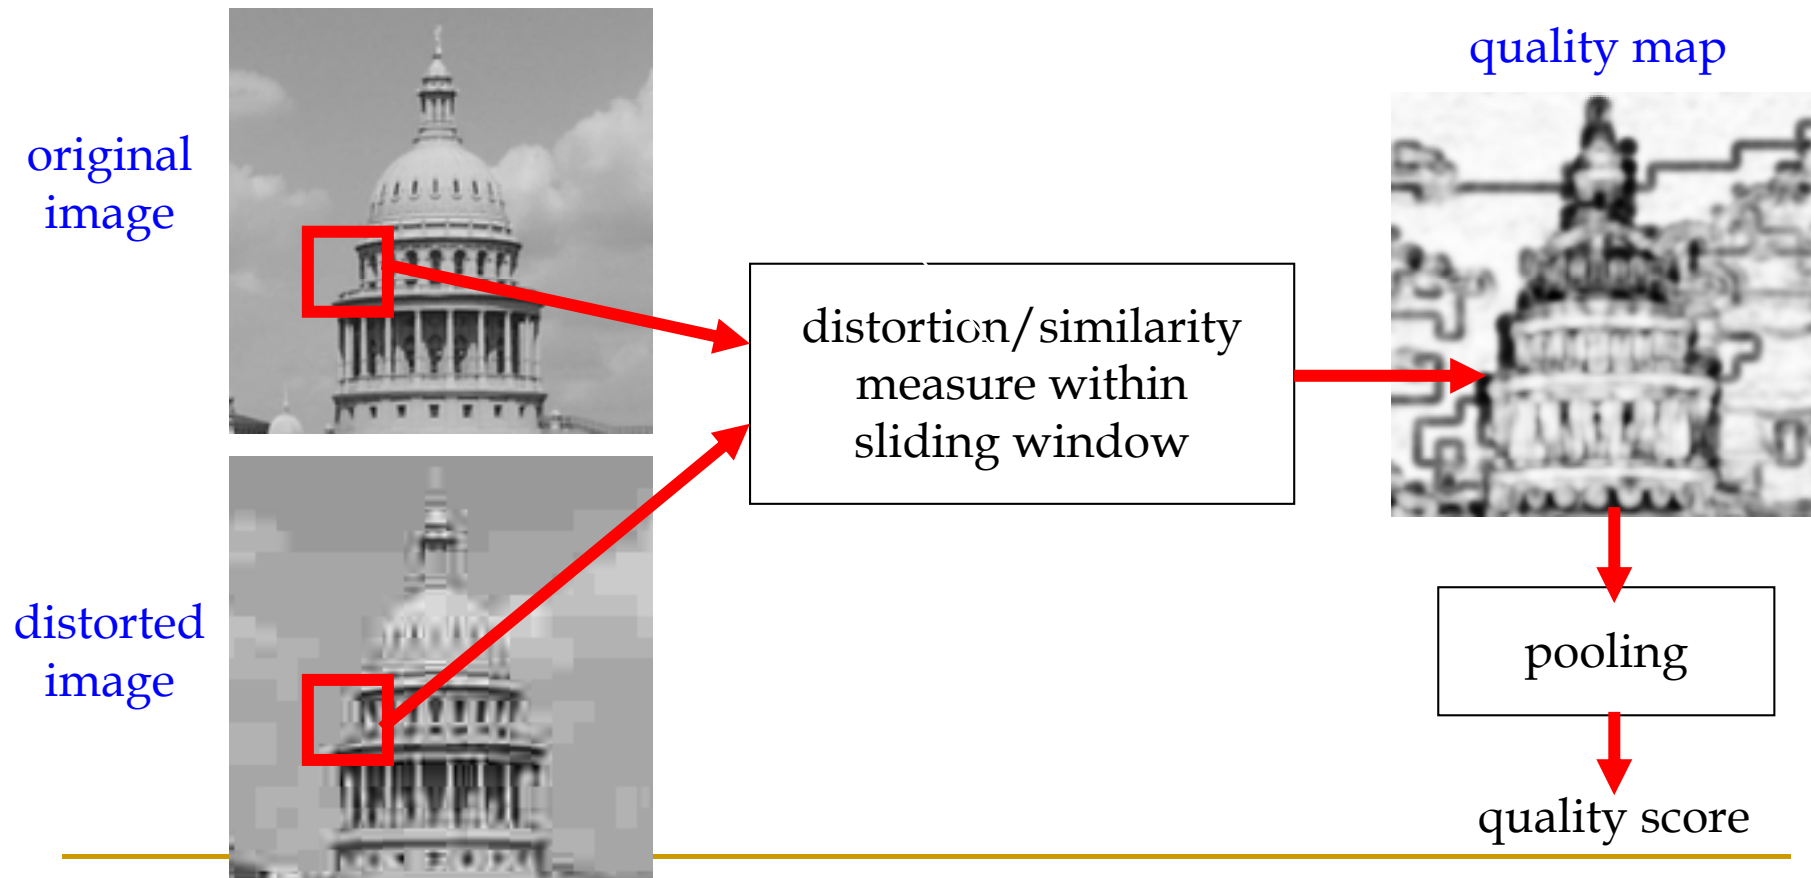 original
image
distorted
image
distortion/similarity
measure within
sliding window
quality map
pooling
quality score